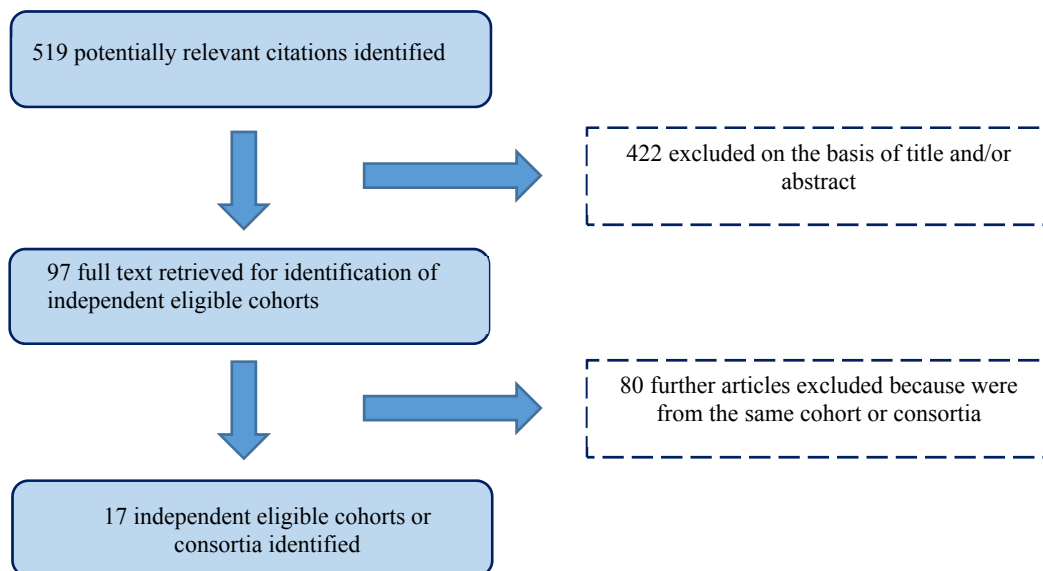 519 potentially relevant citations identified
422 excluded on the basis of title and/or
abstract
97 full text retrieved for identification of
independent eligible cohorts
80 further articles excluded because were
from the same cohort or consortia
17 independent eligible cohorts or
consortia identified